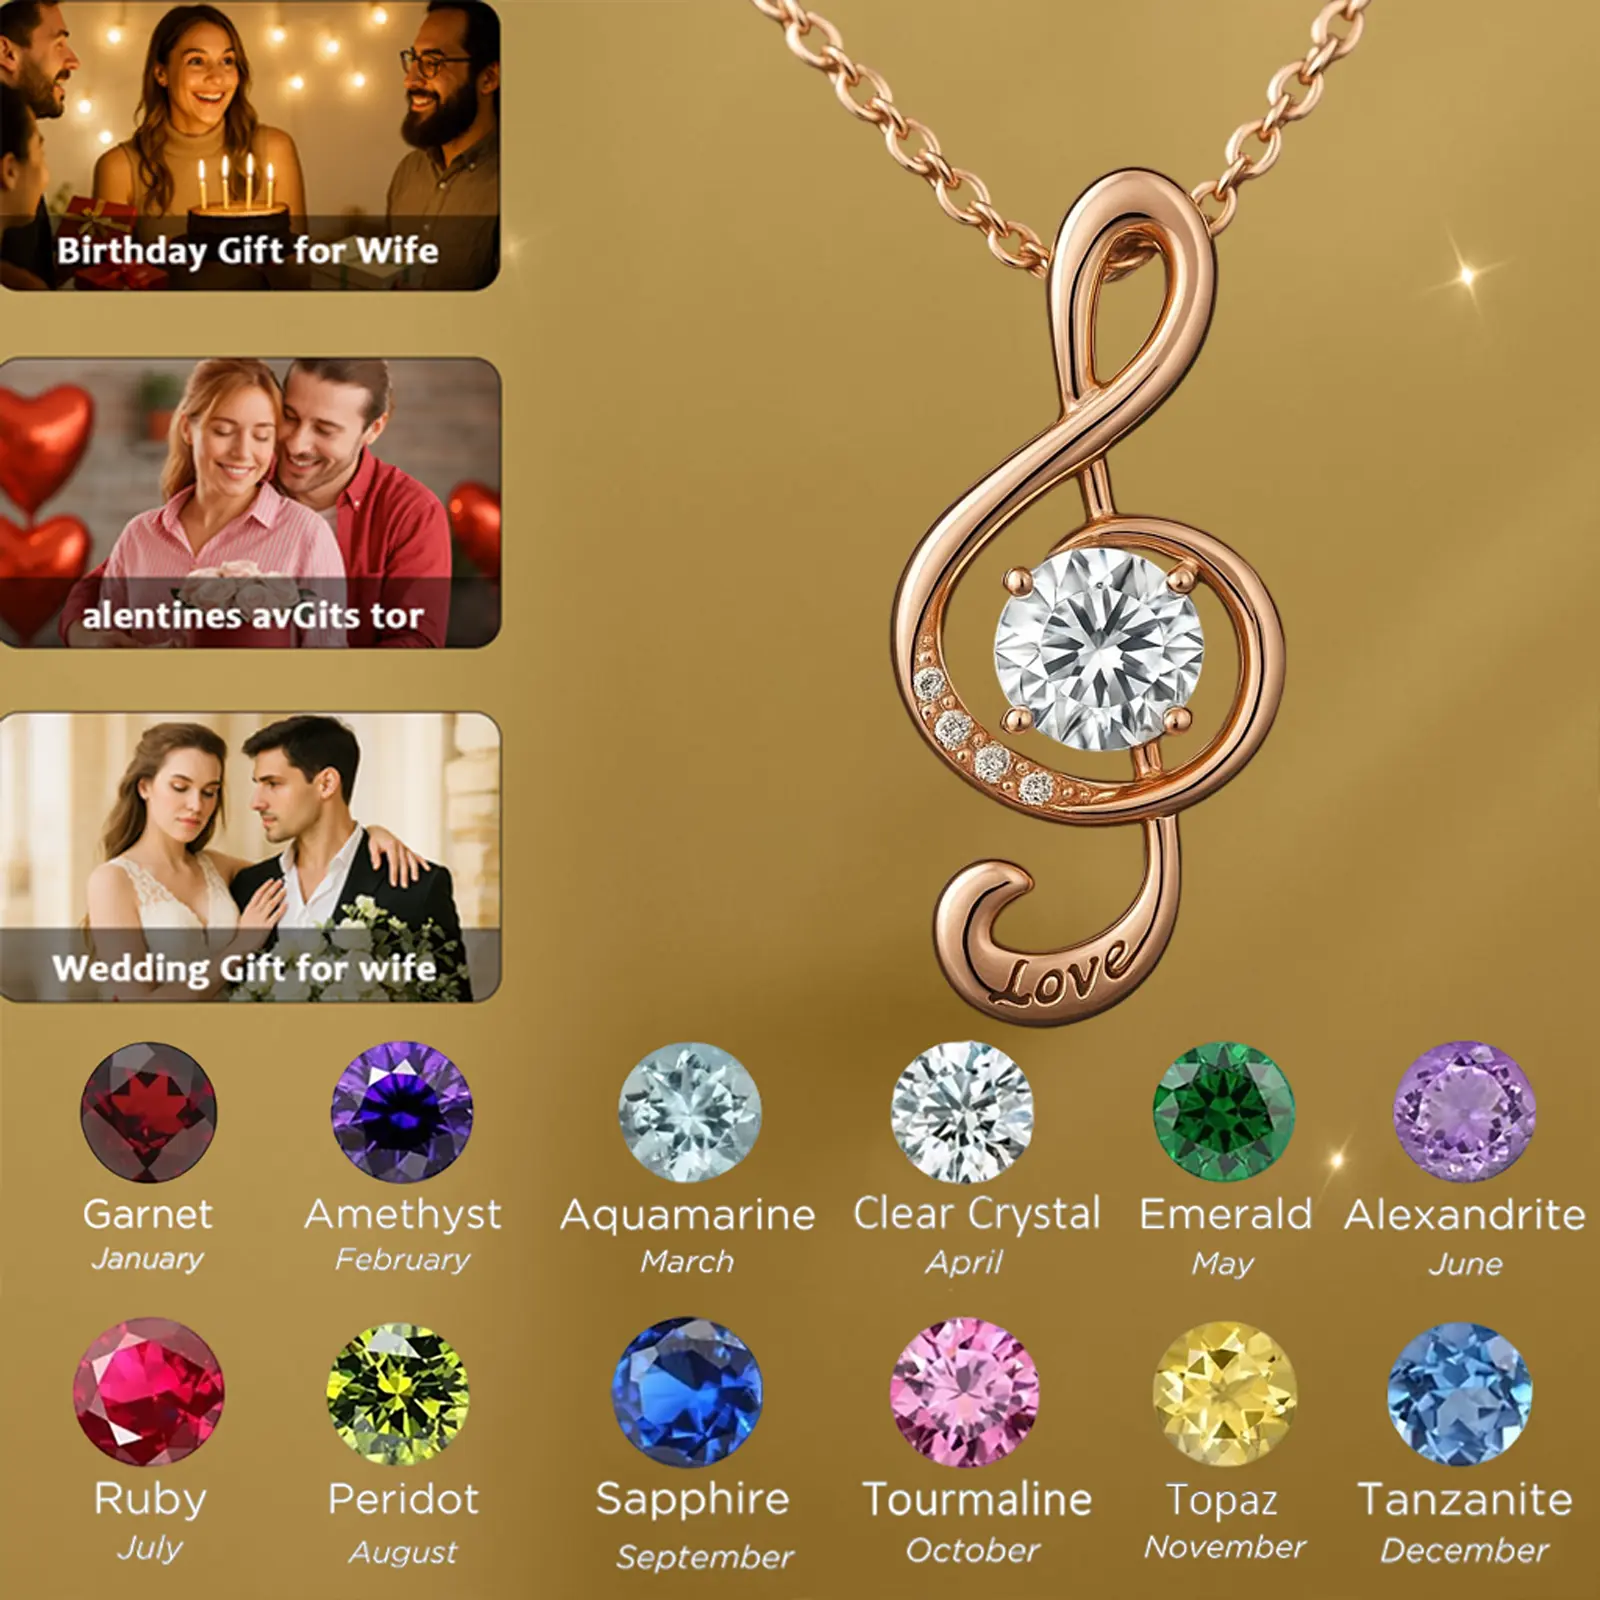 Birthday Gift for Wife
alentines avGits tor
Wedding Gift for wife
Love
Garnet
January
Amethyst
February
Aquamarine
March
Clear Crystal
April
Emerald
May
Alexandrite
June
Ruby
July
Peridot
August
Sapphire
September
Tourmaline
October
Topaz
November
Tanzanite
December